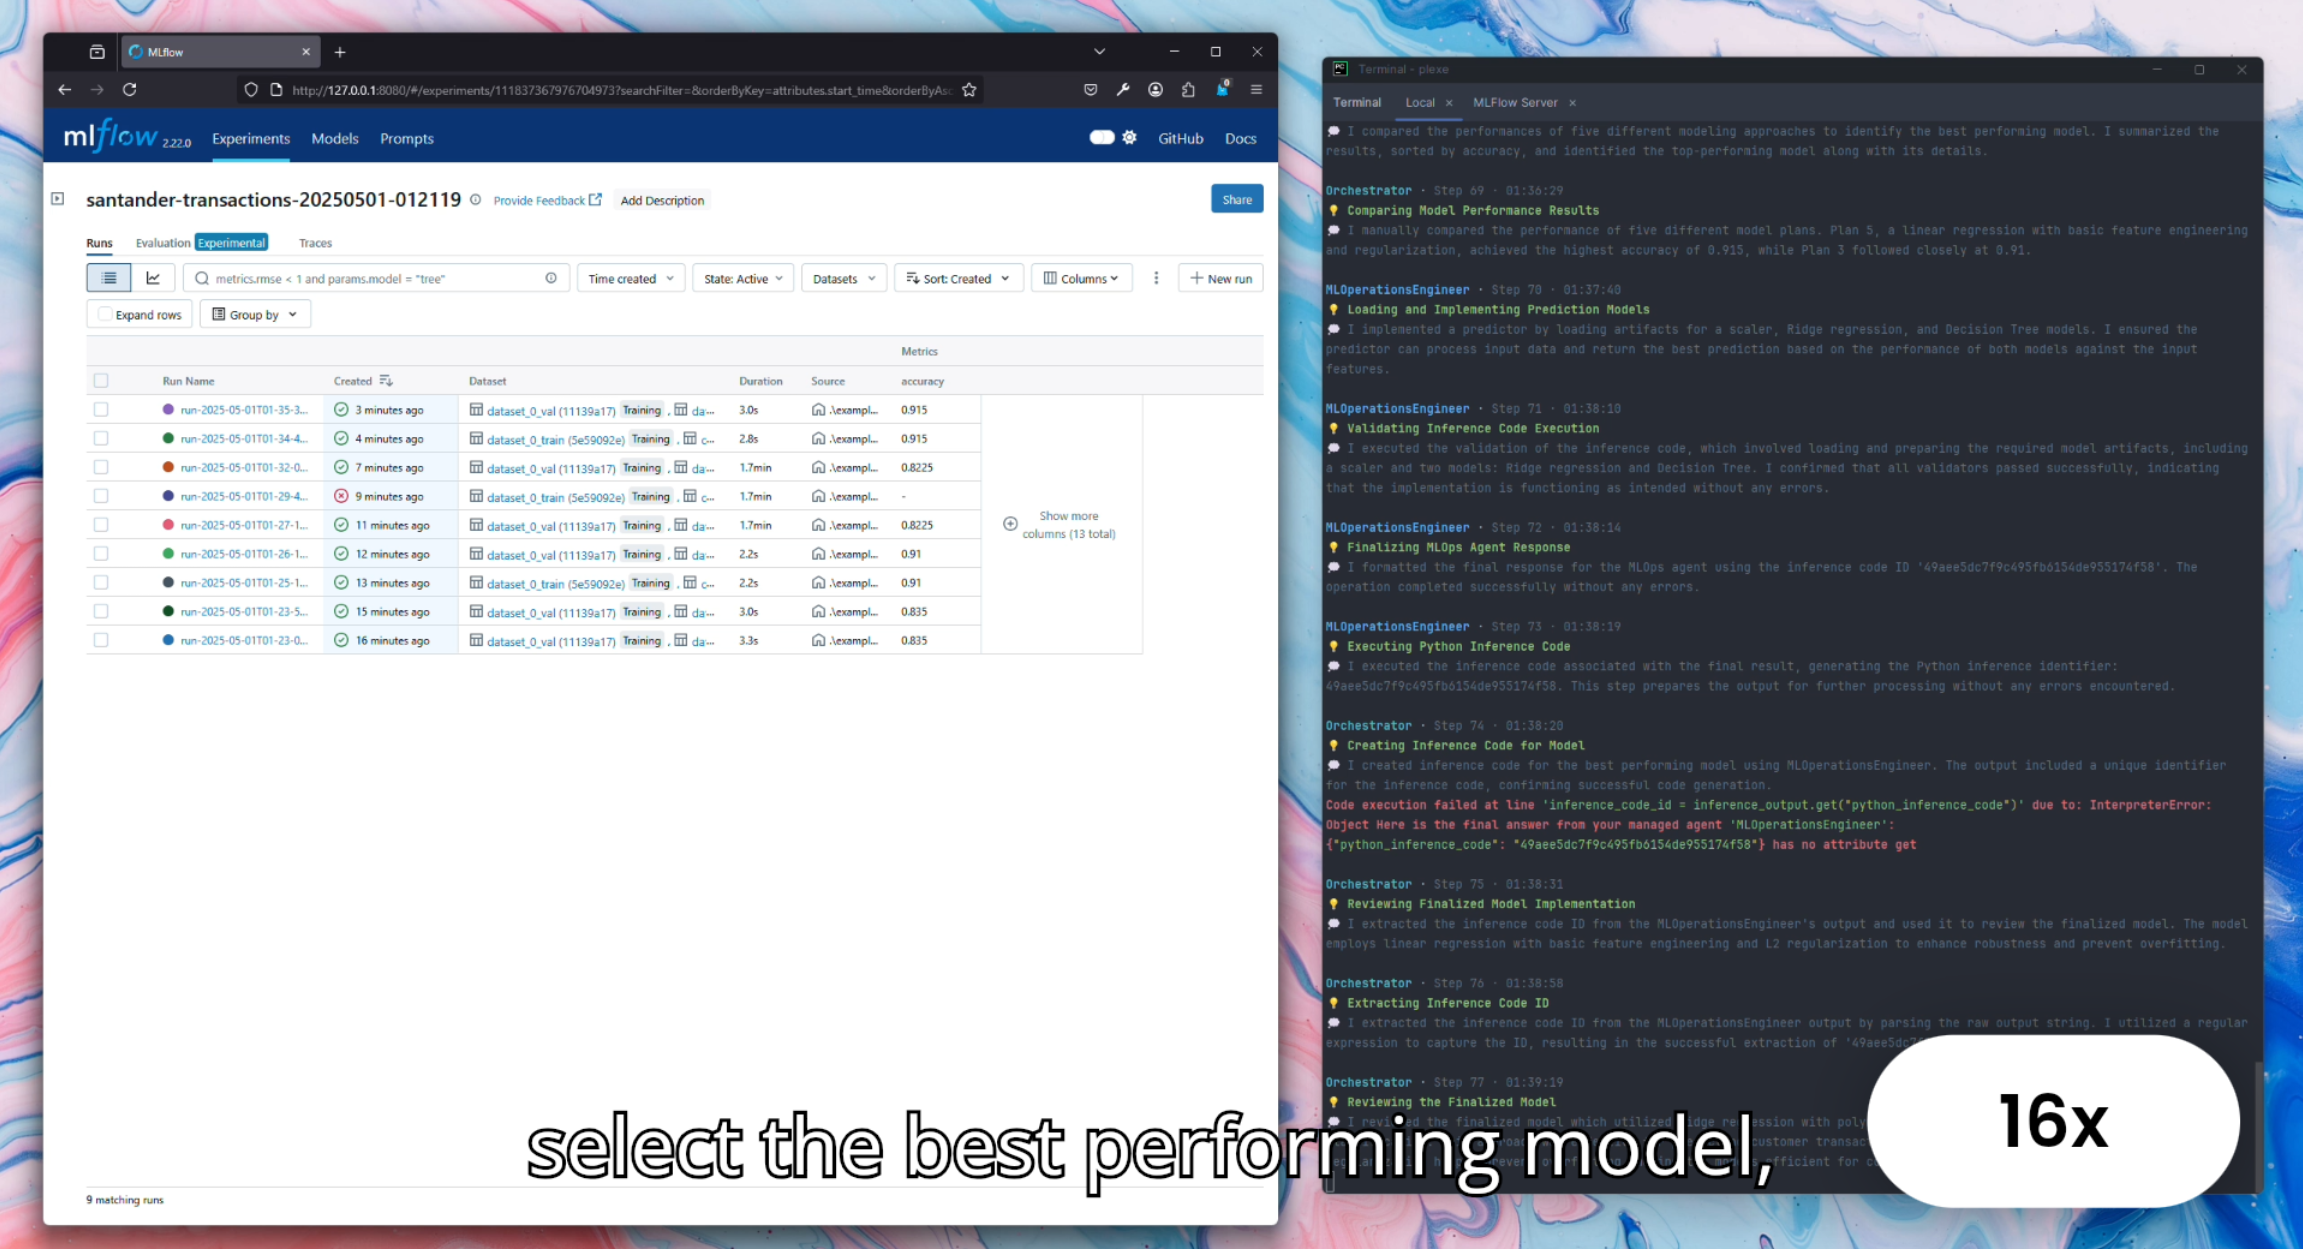 MLflow
http://127.0.0.1:8080/#/experiments/111837367976704973?searchFilter=&orderByKey=attributes.start_time&orderByAsc
mlflow 2.22.0 Experiments Models Prompts GitHub Docs
santander-transactions-20250501-012119 Provide Feedback Add Description Share
Runs Evaluation Experimental Traces
metrics.rmse < 1 and params.model = "tree" Time created State: Active Datasets Sort: Created Columns New run
Expand rows Group by
Metrics
Run Name Created Dataset Duration Source accuracy
run-2025-05-01T01-35-3... 3 minutes ago dataset_0_val (11139a17) Training , da... 3.0s .\exampl... 0.915
run-2025-05-01T01-34-4... 4 minutes ago dataset_0_train (5e59092e) Training , c... 2.8s .\exampl... 0.915
run-2025-05-01T01-32-0... 7 minutes ago dataset_0_val (11139a17) Training , da... 1.7min .\exampl... 0.8225
run-2025-05-01T01-29-4... 9 minutes ago dataset_0_train (5e59092e) Training , c... 1.7min .\exampl... -
run-2025-05-01T01-27-1... 11 minutes ago dataset_0_val (11139a17) Training , da... 1.7min .\exampl... 0.8225
run-2025-05-01T01-26-1... 12 minutes ago dataset_0_val (11139a17) Training , da... 2.2s .\exampl... 0.91
run-2025-05-01T01-25-1... 13 minutes ago dataset_0_train (5e59092e) Training , c... 2.2s .\exampl... 0.91
run-2025-05-01T01-23-5... 15 minutes ago dataset_0_val (11139a17) Training , da... 3.0s .\exampl... 0.835
run-2025-05-01T01-23-0... 16 minutes ago dataset_0_val (11139a17) Training , da... 3.3s .\exampl... 0.835
Show more
columns (13 total)
9 matching runs
Terminal - plexe
Terminal Local MLFlow Server
I compared the performances of five different modeling approaches to identify the best performing model. I summarized the
results, sorted by accuracy, and identified the top-performing model along with its details.
Orchestrator · Step 69 · 01:36:29
Comparing Model Performance Results
I manually compared the performance of five different model plans. Plan 5, a linear regression with basic feature engineering
and regularization, achieved the highest accuracy of 0.915, while Plan 3 followed closely at 0.91.
MLOperationsEngineer · Step 70 · 01:37:40
Loading and Implementing Prediction Models
I implemented a predictor by loading artifacts for a scaler, Ridge regression, and Decision Tree models. I ensured the
predictor can process input data and return the best prediction based on the performance of both models against the input
features.
MLOperationsEngineer · Step 71 · 01:38:10
Validating Inference Code Execution
I executed the validation of the inference code, which involved loading and preparing the required model artifacts, including
a scaler and two models: Ridge regression and Decision Tree. I confirmed that all validators passed successfully, indicating
that the implementation is functioning as intended without any errors.
MLOperationsEngineer · Step 72 · 01:38:14
Finalizing MLOps Agent Response
I formatted the final response for the MLOps agent using the inference code ID '49aee5dc7f9c495fb6154de955174f58'. The
operation completed successfully without any errors.
MLOperationsEngineer · Step 73 · 01:38:19
Executing Python Inference Code
I executed the inference code associated with the final result, generating the Python inference identifier:
49aee5dc7f9c495fb6154de955174f58. This step prepares the output for further processing without any errors encountered.
Orchestrator · Step 74 · 01:38:20
Creating Inference Code for Model
I created inference code for the best performing model using MLOperationsEngineer. The output included a unique identifier
for the inference code, confirming successful code generation.
Code execution failed at line 'inference_code_id = inference_output.get("python_inference_code")' due to: InterpreterError:
Object Here is the final answer from your managed agent 'MLOperationsEngineer':
{"python_inference_code": "49aee5dc7f9c495fb6154de955174f58"} has no attribute get
Orchestrator · Step 75 · 01:38:31
Reviewing Finalized Model Implementation
I extracted the inference code ID from the MLOperationsEngineer's output and used it to review the finalized model. The model
employs linear regression with basic feature engineering and L2 regularization to enhance robustness and prevent overfitting.
Orchestrator · Step 76 · 01:38:58
Extracting Inference Code ID
I extracted the inference code ID from the MLOperationsEngineer output by parsing the raw output string. I utilized a regular
expression to capture the ID, resulting in the successful extraction of '49aee5dc7f
Orchestrator · Step 77 · 01:39:19
Reviewing the Finalized Model
I reviewed the finalized model which utilized Ridge regression with poly
customer transac
efficient for c
select the best performing model,
16x